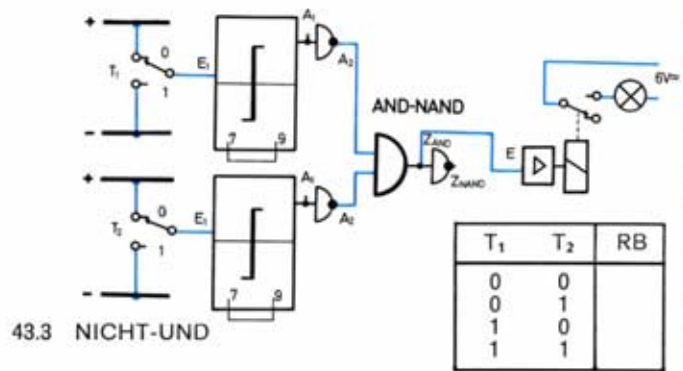 +
0
T₁
1
E₁
7 9
A₁
A₂
-
AND-NAND
6V≂
+
0
T₂
1
E₁
7 9
A₁
A₂
-
Z_AND
Z_NAND
E
43.3 NICHT-UND
T₁ T₂ RB
0 0
0 1
1 0
1 1